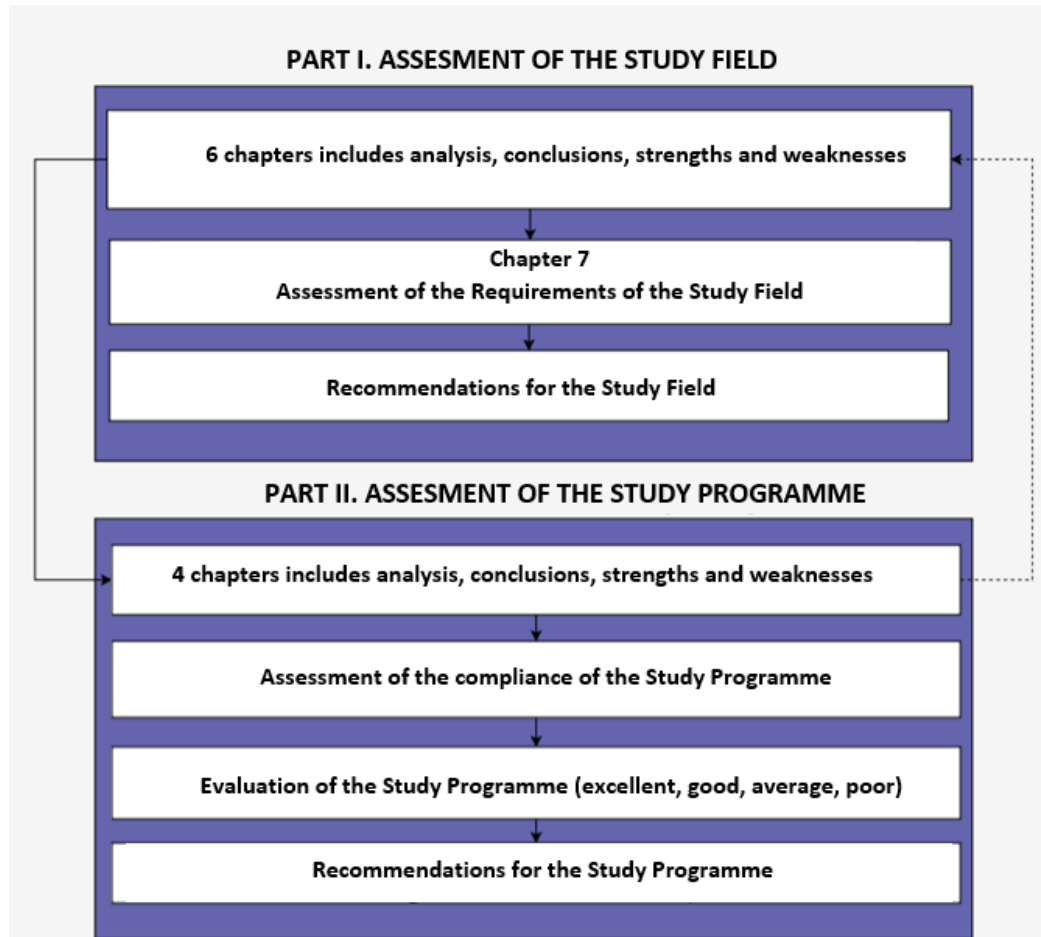 PART I. ASSESMENT OF THE STUDY FIELD
6 chapters includes analysis, conclusions, strengths and weaknesses
Chapter 7
Assessment of the Requirements of the Study Field
Recommendations for the Study Field
PART II. ASSESMENT OF THE STUDY PROGRAMME
4 chapters includes analysis, conclusions, strengths and weaknesses
Assessment of the compliance of the Study Programme
Evaluation of the Study Programme (excellent, good, average, poor)
Recommendations for the Study Programme